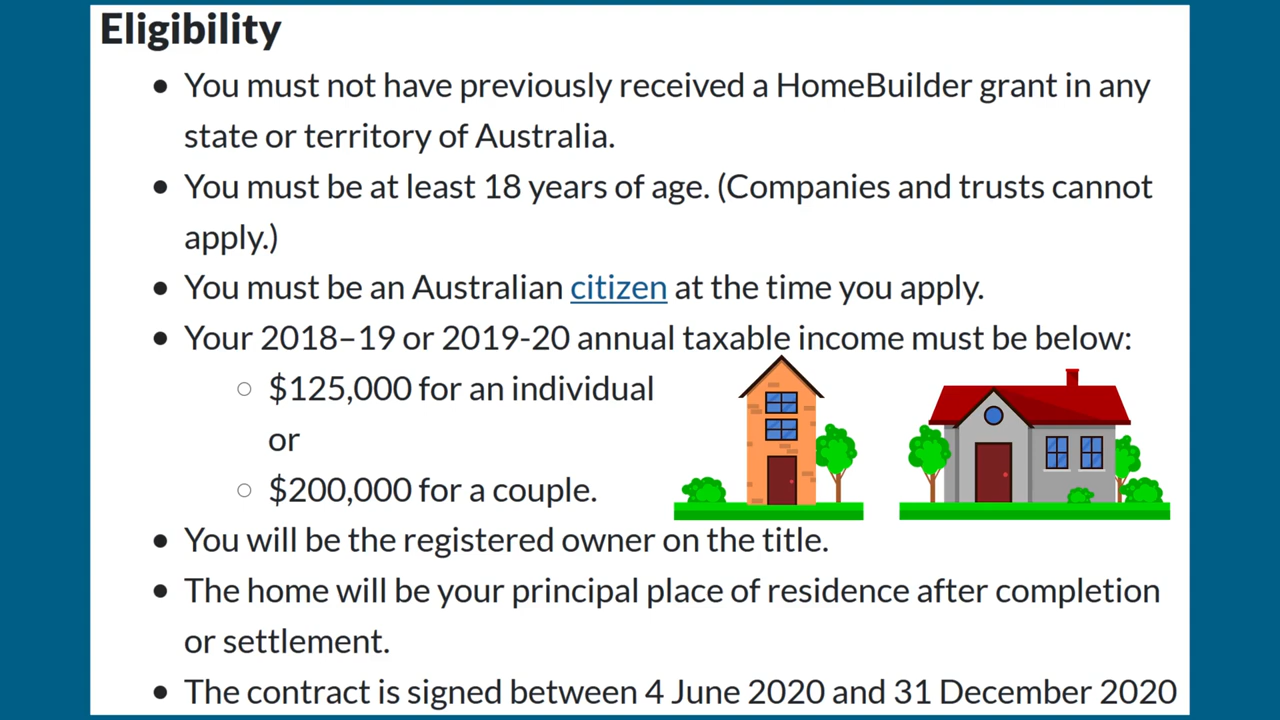 Eligibility
You must not have previously received a HomeBuilder grant in any
state or territory of Australia.
You must be at least 18 years of age. (Companies and trusts cannot
apply.)
You must be an Australian citizen at the time you apply.
Your 2018–19 or 2019-20 annual taxable income must be below:
$125,000 for an individual
or
$200,000 for a couple.
You will be the registered owner on the title.
The home will be your principal place of residence after completion
or settlement.
The contract is signed between 4 June 2020 and 31 December 2020